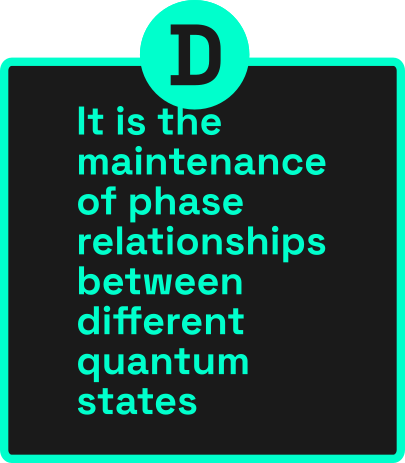 D
It is the
maintenance
of phase
relationships
between
different
quantum
states